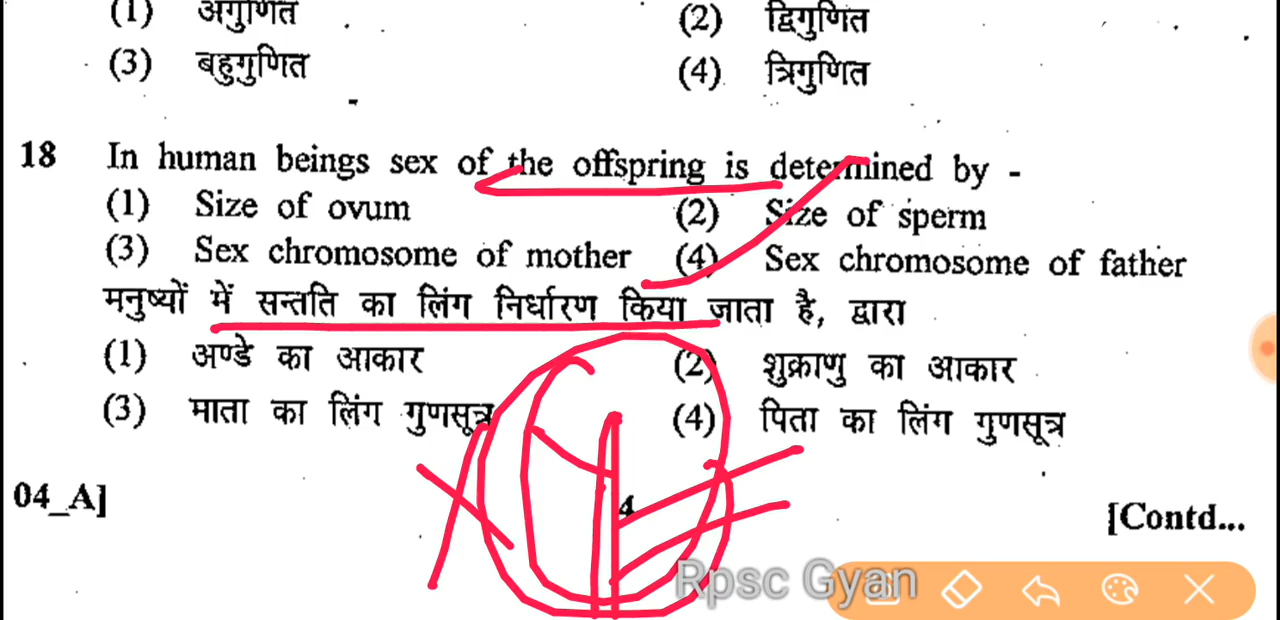 (1) अगुणित (2) द्विगुणित
(3) बहुगुणित (4) त्रिगुणित
18 In human beings sex of the offspring is determined by -
(1) Size of ovum (2) Size of sperm
(3) Sex chromosome of mother (4) Sex chromosome of father
मनुष्यों में सन्तति का लिंग निर्धारण किया जाता है, द्वारा
(1) अण्डे का आकार (2) शुक्राणु का आकार
(3) माता का लिंग गुणसूत्र (4) पिता का लिंग गुणसूत्र
04_A] 4 [Contd...
Rpsc Gyan